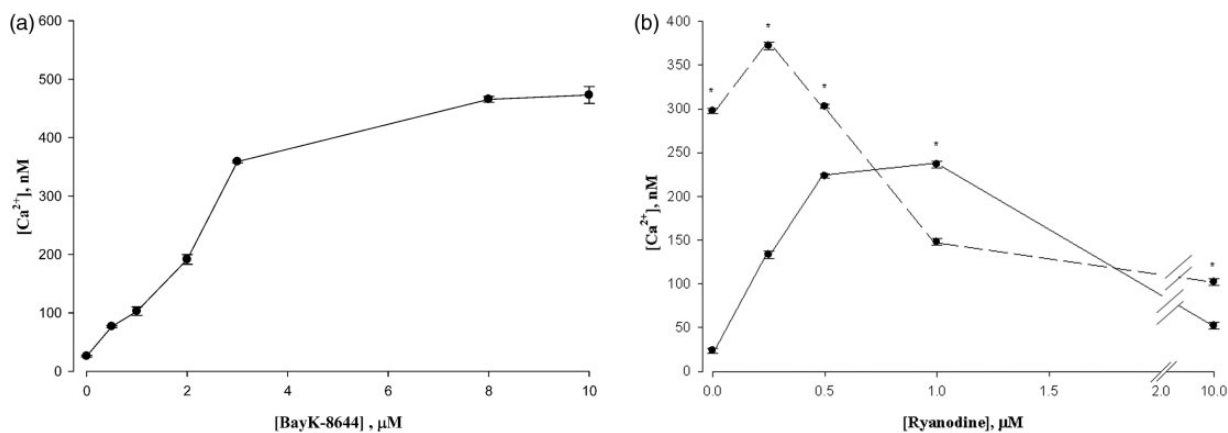 (a)
600
500
400
300
200
100
0
[Ca²⁺], nM
0 2 4 6 8 10
[BayK-8644] , µM
(b)
400
350
300
250
200
150
100
50
0
[Ca²⁺], nM
* * * * *
0.0 0.5 1.0 1.5 2.0 10.0
[Ryanodine], µM